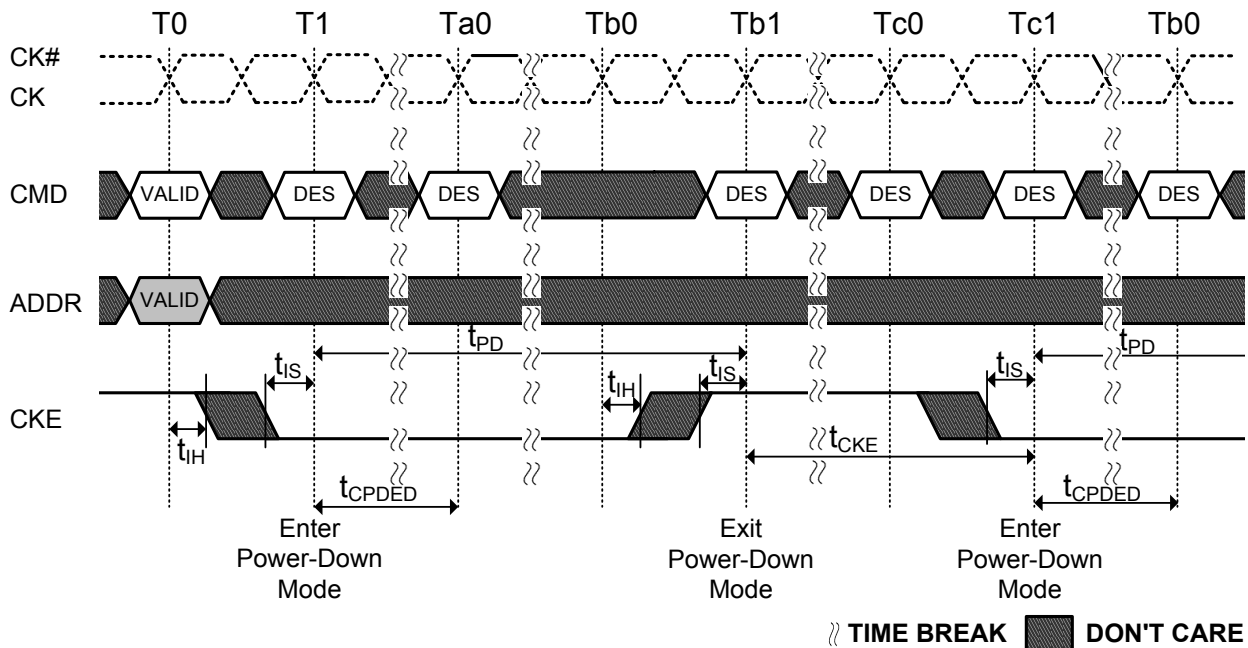 T0 T1 Ta0 Tb0 Tb1 Tc0 Tc1 Tb0
CK#
CK
CMD VALID DES DES DES DES DES DES
ADDR VALID
tPD tPD
tIS tIH tIS tIS
CKE
tIH tCKE
tCPDED tCPDED
Enter Power-Down Mode
Exit Power-Down Mode
Enter Power-Down Mode
TIME BREAK DON'T CARE